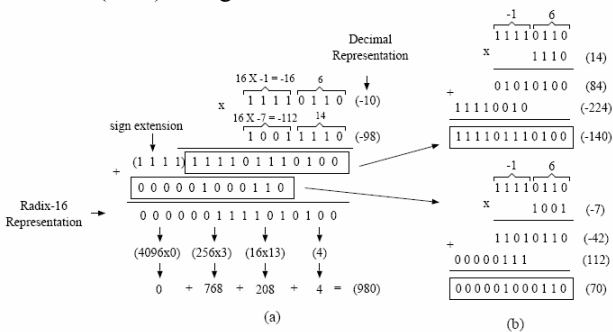 Decimal
Representation
16 X -1 = -16 6
x 1 1 1 1 0 1 1 0 (-10)
16 X -7 = -112 14
1 0 0 1 1 1 1 0 (-98)
sign extension
+ (1 1 1 1) 1 1 1 1 0 1 1 1 0 1 0 0
0 0 0 0 0 1 0 0 0 1 1 0
Radix-16
Representation
0 0 0 0 0 0 1 1 1 1 0 1 0 1 0 0
(4096x0) (256x3) (16x13) (4)
0 + 768 + 208 + 4 = (980)
(a)
-1 6
1 1 1 1 0 1 1 0
x 1 1 1 0 (14)
0 1 0 1 0 1 0 0 (84)
+ 1 1 1 1 0 0 1 0 (-224)
1 1 1 1 0 1 1 1 0 1 0 0 (-140)
-1 6
1 1 1 1 0 1 1 0
x 1 0 0 1 (-7)
1 1 0 1 0 1 1 0 (-42)
+ 0 0 0 0 0 1 1 1 (112)
0 0 0 0 0 1 0 0 0 1 1 0 (70)
(b)